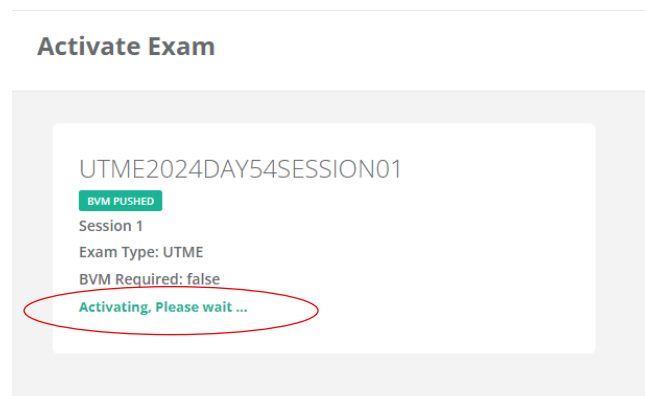 Activate Exam
UTME2024DAY54SESSION01
BVM PUSHED
Session 1
Exam Type: UTME
BVM Required: false
Activating, Please wait ...